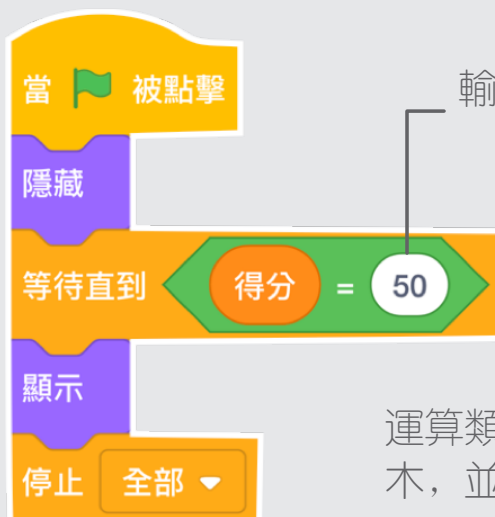 當 被點擊
輸
隱藏
等待直到 得分 = 50
顯示
運算類
停止 全部
木，並